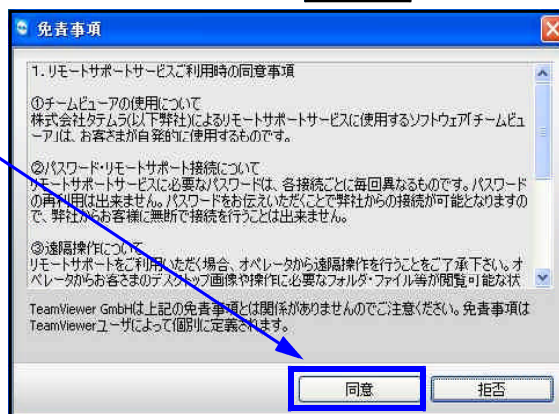 免責事項
1. リモートサポートサービスご利用時の同意事項
①チームビューアの使用について
株式会社タテムラ(以下弊社)によるリモートサポートサービスに使用するソフトウェア「チームビュ
ーア」は、お客さまが自発的に使用するものです。
②パスワード・リモートサポート接続について
リモートサポートサービスに必要なパスワードは、各接続ごとに毎回異なるものです。パスワード
の再利用は出来ません。パスワードをお伝えいただくことで弊社からの接続が可能となりますの
で、弊社からお客様に無断で接続を行うことは出来ません。
③遠隔操作について
リモートサポートをご利用いただく場合、オペレータから遠隔操作を行うことをご了承下さい。オ
ペレータからお客さまのデスクトップ画像や操作に必要なフォルダ・ファイル等が閲覧可能な状
TeamViewer GmbHは上記の免責事項とは関係がありませんのでご注意ください。免責事項は
TeamViewerユーザによって個別に定義されます。
同意
拒否